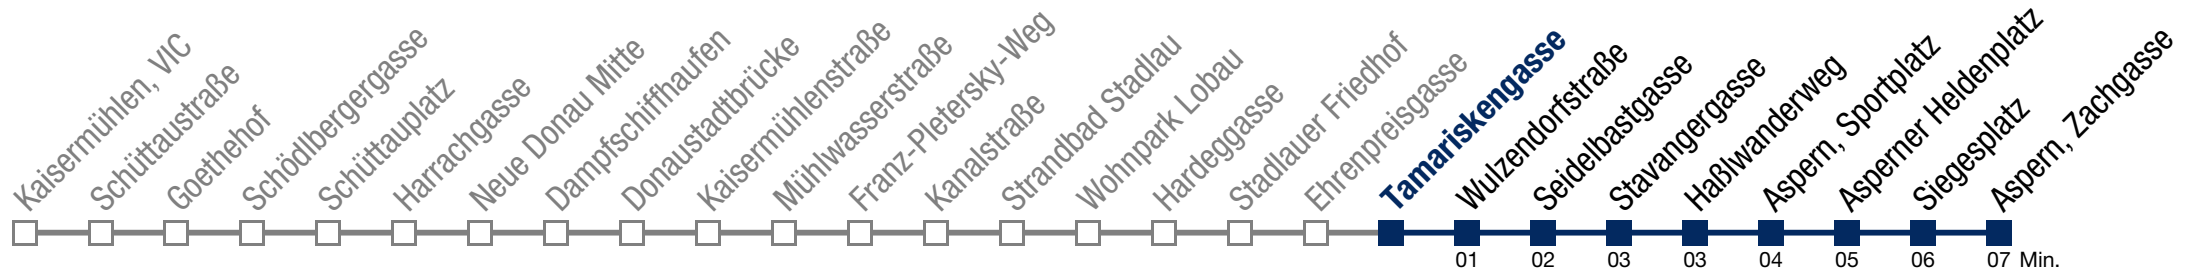 Kaisermühlen, VIC
Schüttaustraße
Goethehof
Schödlbergergasse
Schüttauplatz
Harrachgasse
Neue Donau Mitte
Dampfschiffhaufen
Donaustadtbrücke
Kaisermühlenstraße
Mühlwasserstraße
Franz-Pletersky-Weg
Kanalstraße
Strandbad Stadlau
Wohnpark Lobau
Hardeggasse
Stadlauer Friedhof
Ehrenpreisgasse
Tamariskengasse
Wulzendorfstraße
Seidelbastgasse
Stavangergasse
Haßlwanderweg
Aspern, Sportplatz
Asperner Heldenplatz
Siegesplatz
Aspern, Zachgasse
01 02 03 03 04 05 06 07 Min.